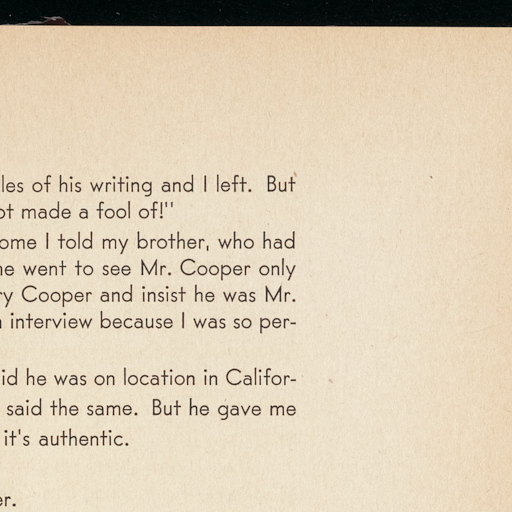 les of his writing and I left. But
ot made a fool of!"
ome I told my brother, who had
he went to see Mr. Cooper only
ry Cooper and insist he was Mr.
interview because I was so per-
id he was on location in Califor-
said the same. But he gave me
it's authentic.
er.